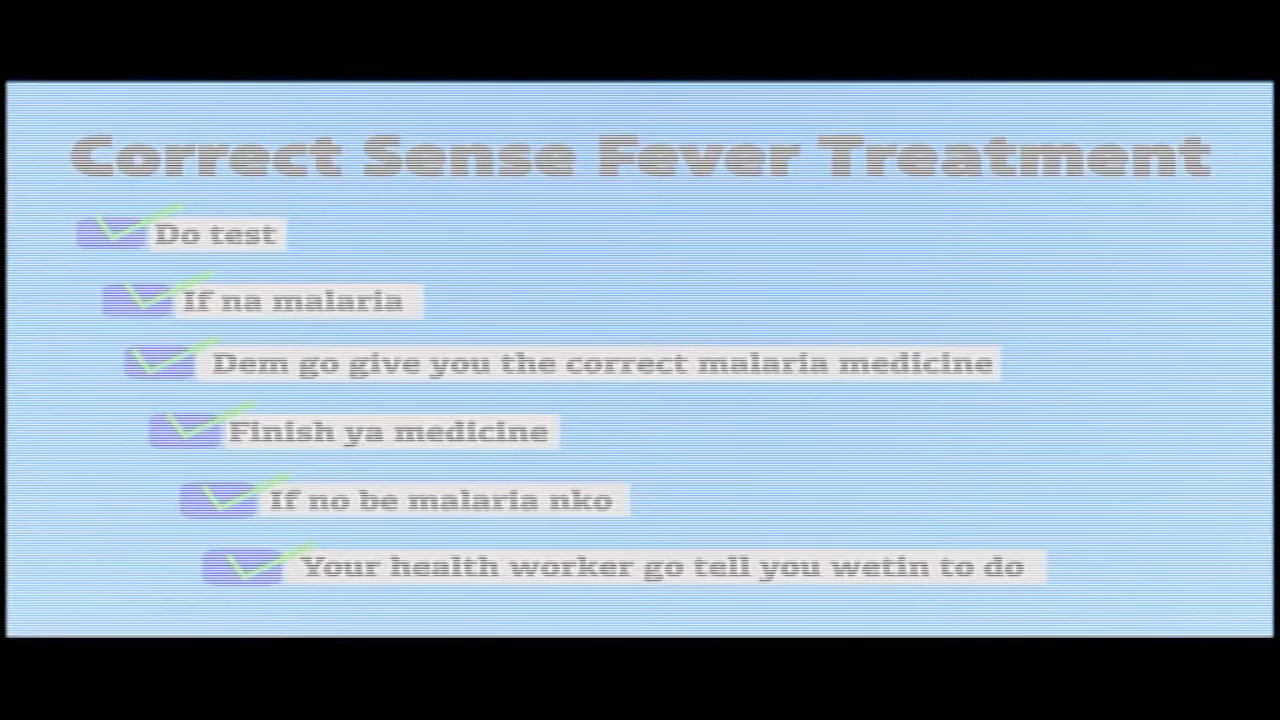 Correct Sense Fever Treatment
Do test
If na malaria
Dem go give you the correct malaria medicine
Finish ya medicine
If no be malaria nko
Your health worker go tell you wetin to do